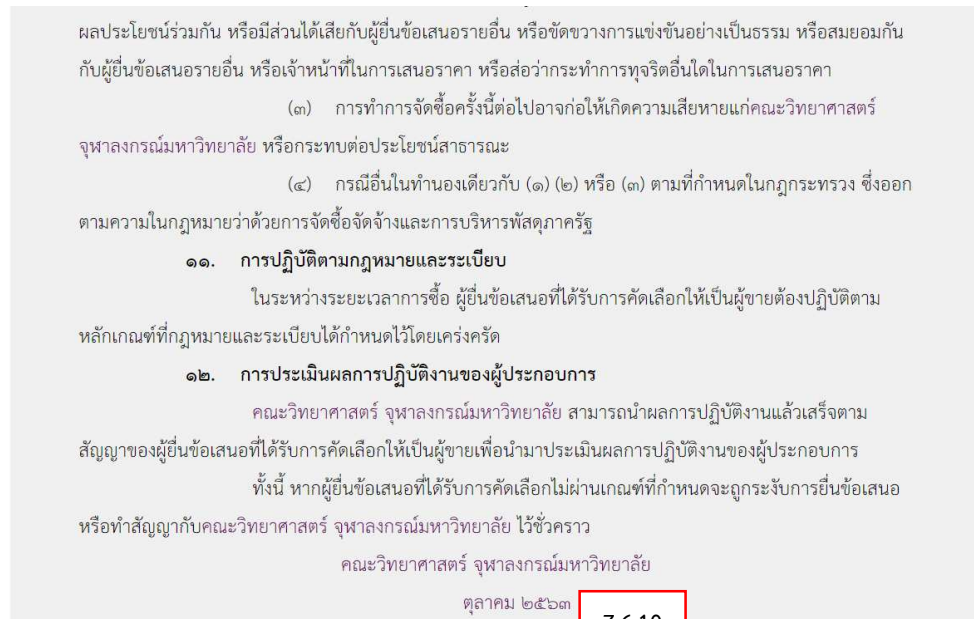 ผลประโยชน์ร่วมกัน หรือมีส่วนได้เสียกับผู้ยื่นข้อเสนอรายอื่น หรือขัดขวางการแข่งขันอย่างเป็นธรรม หรือสมยอมกัน
กับผู้ยื่นข้อเสนอรายอื่น หรือเจ้าหน้าที่ในการเสนอราคา หรือส่อว่ากระทำการทุจริตอื่นใดในการเสนอราคา
(๓) การทำการจัดซื้อครั้งนี้ต่อไปอาจก่อให้เกิดความเสียหายแก่คณะวิทยาศาสตร์
จุฬาลงกรณ์มหาวิทยาลัย หรือกระทบต่อประโยชน์สาธารณะ
(๔) กรณีอื่นในทำนองเดียวกับ (๑) (๒) หรือ (๓) ตามที่กำหนดในกฎกระทรวง ซึ่งออก
ตามความในกฎหมายว่าด้วยการจัดซื้อจัดจ้างและการบริหารพัสดุภาครัฐ
๑๑. การปฏิบัติตามกฎหมายและระเบียบ
ในระหว่างระยะเวลาการซื้อ ผู้ยื่นข้อเสนอที่ได้รับการคัดเลือกให้เป็นผู้ขายต้องปฏิบัติตาม
หลักเกณฑ์ที่กฎหมายและระเบียบได้กำหนดไว้โดยเคร่งครัด
๑๒. การประเมินผลการปฏิบัติงานของผู้ประกอบการ
คณะวิทยาศาสตร์ จุฬาลงกรณ์มหาวิทยาลัย สามารถนำผลการปฏิบัติงานแล้วเสร็จตาม
สัญญาของผู้ยื่นข้อเสนอที่ได้รับการคัดเลือกให้เป็นผู้ขายเพื่อนำมาประเมินผลการปฏิบัติงานของผู้ประกอบการ
ทั้งนี้ หากผู้ยื่นข้อเสนอที่ได้รับการคัดเลือกไม่ผ่านเกณฑ์ที่กำหนดจะถูกระงับการยื่นข้อเสนอ
หรือทำสัญญากับคณะวิทยาศาสตร์ จุฬาลงกรณ์มหาวิทยาลัย ไว้ชั่วคราว
คณะวิทยาศาสตร์ จุฬาลงกรณ์มหาวิทยาลัย
ตุลาคม ๒๕๖๓